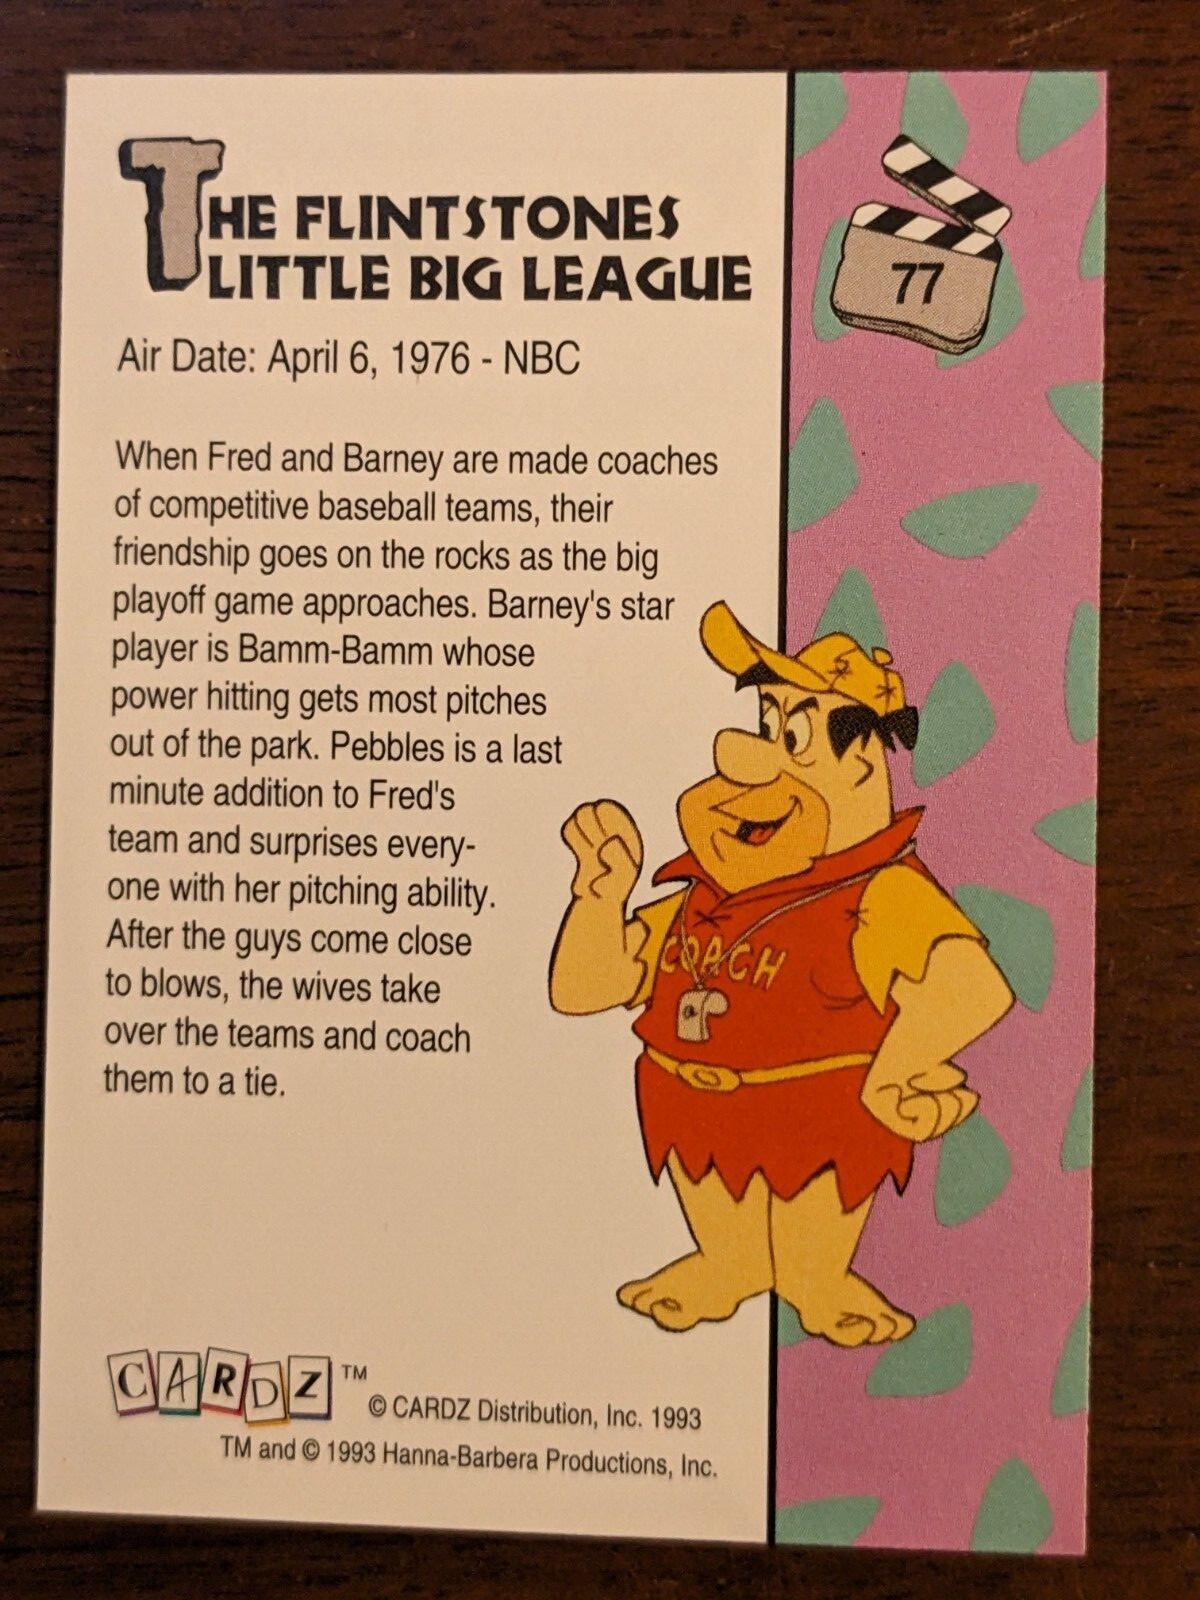 THE FLINTSTONES
LITTLE BIG LEAGUE
77
Air Date: April 6, 1976 - NBC
When Fred and Barney are made coaches
of competitive baseball teams, their
friendship goes on the rocks as the big
playoff game approaches. Barney's star
player is Bamm-Bamm whose
power hitting gets most pitches
out of the park. Pebbles is a last
minute addition to Fred's
team and surprises every-
one with her pitching ability.
After the guys come close
to blows, the wives take
over the teams and coach
them to a tie.
COACH
CARDZ ™
© CARDZ Distribution, Inc. 1993
TM and © 1993 Hanna-Barbera Productions, Inc.